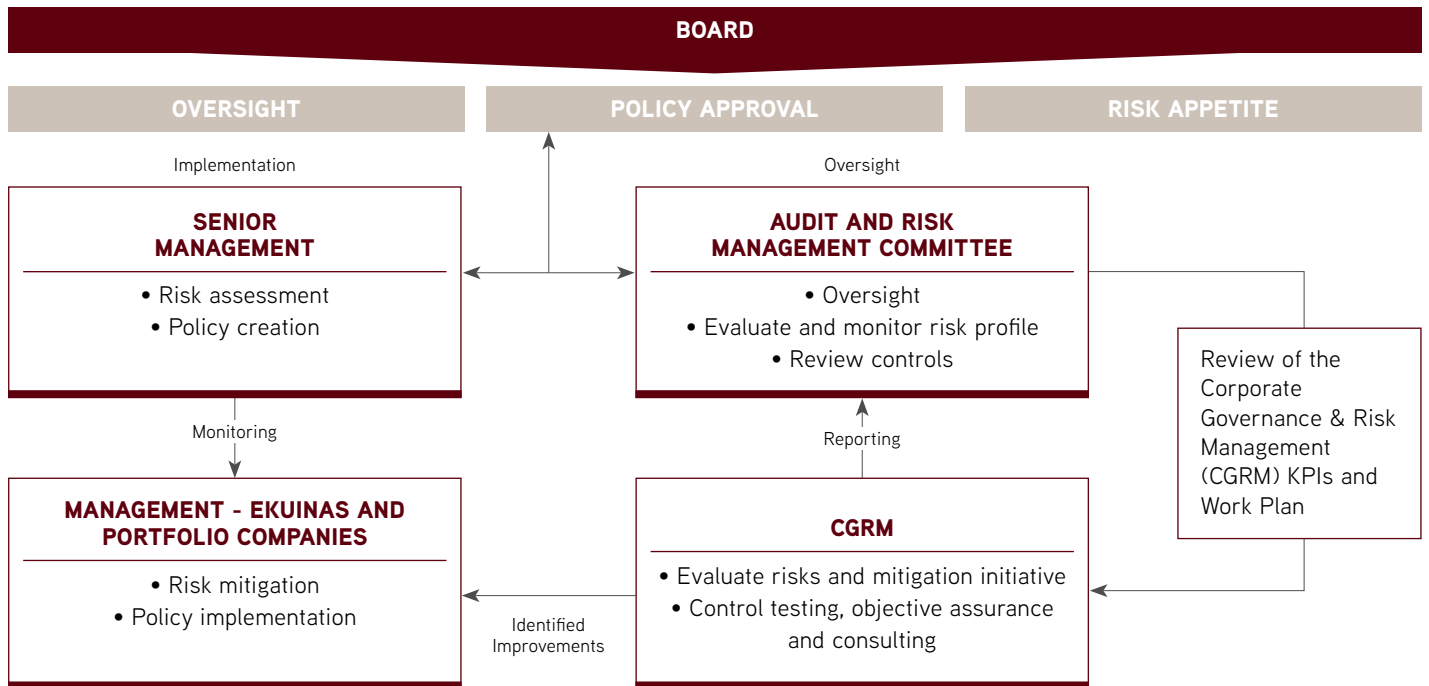 BOARD
OVERSIGHT
POLICY APPROVAL
RISK APPETITE
Implementation
SENIOR
MANAGEMENT
• Risk assessment
• Policy creation
Oversight
AUDIT AND RISK
MANAGEMENT COMMITTEE
• Oversight
• Evaluate and monitor risk profile
• Review controls
Review of the
Corporate
Governance & Risk
Management
(CGRM) KPIs and
Work Plan
Monitoring
Reporting
MANAGEMENT - EKUINAS AND
PORTFOLIO COMPANIES
• Risk mitigation
• Policy implementation
Identified
Improvements
CGRM
• Evaluate risks and mitigation initiative
• Control testing, objective assurance
and consulting